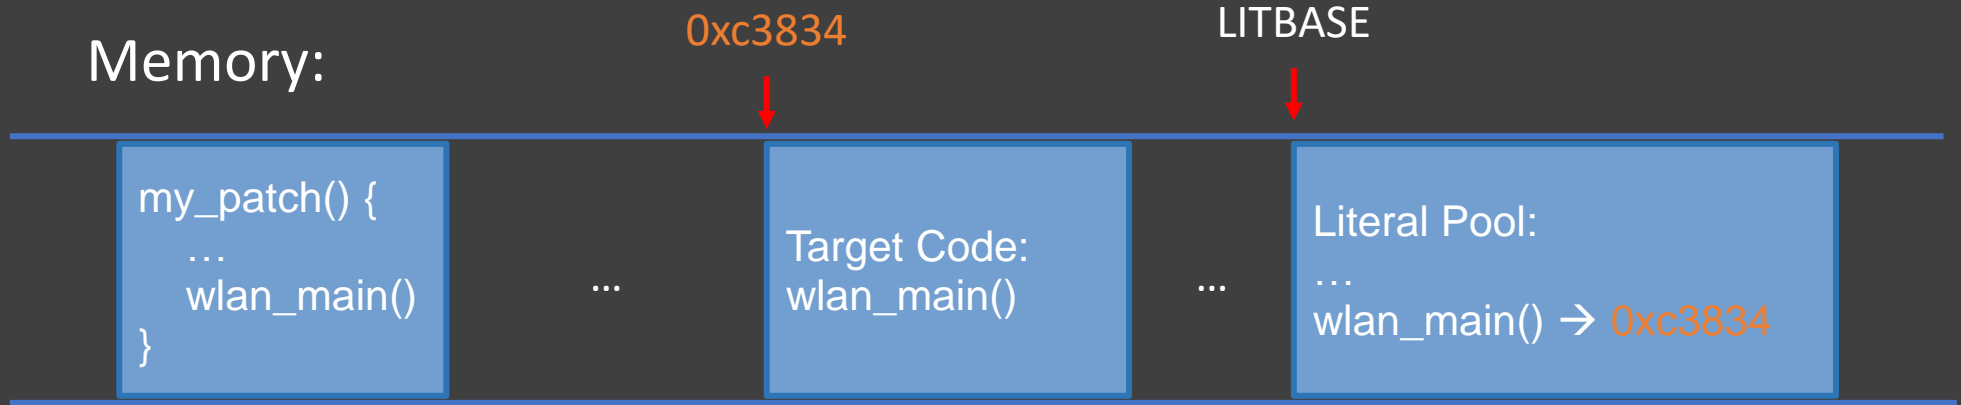 Memory:
0xc3834
LITBASE
my_patch() {
…
wlan_main()
}
...
Target Code:
wlan_main()
...
Literal Pool:
…
wlan_main() → 0xc3834